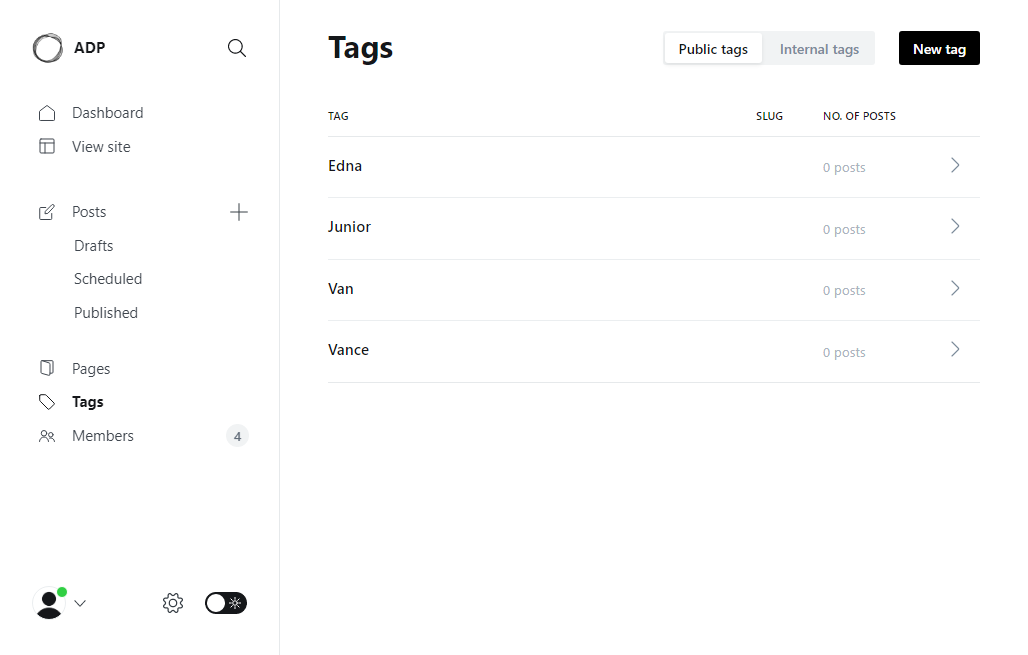 ADP
Dashboard
View site
Posts
Drafts
Scheduled
Published
Pages
Tags
Members 4
Tags
Public tags Internal tags New tag
TAG SLUG NO. OF POSTS
Edna 0 posts
Junior 0 posts
Van 0 posts
Vance 0 posts